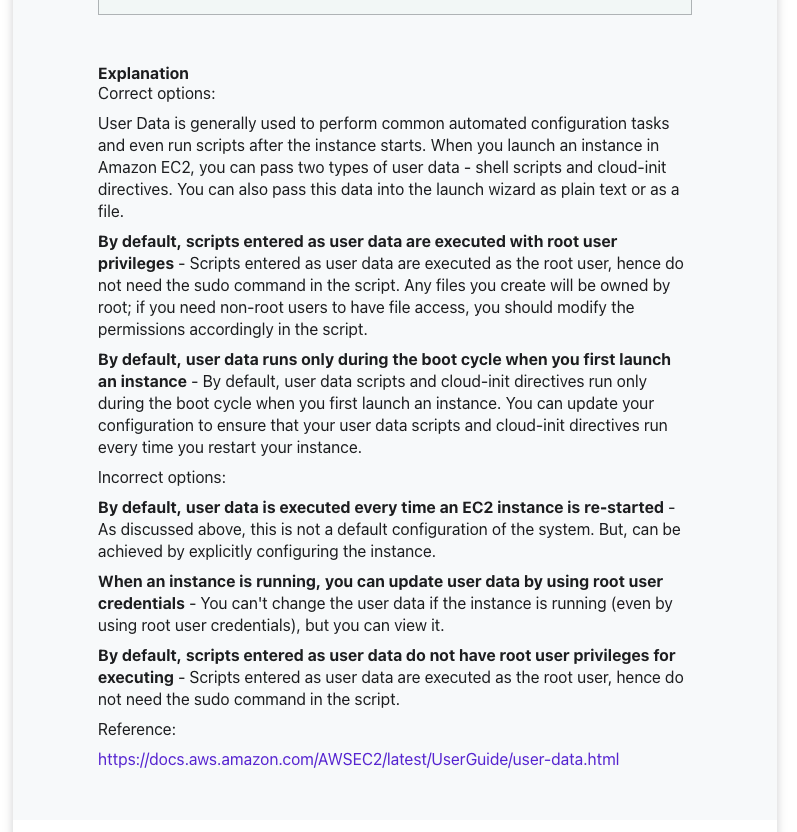 Explanation
Correct options:
User Data is generally used to perform common automated configuration tasks
and even run scripts after the instance starts. When you launch an instance in
Amazon EC2, you can pass two types of user data - shell scripts and cloud-init
directives. You can also pass this data into the launch wizard as plain text or as a
file.
By default, scripts entered as user data are executed with root user
privileges - Scripts entered as user data are executed as the root user, hence do
not need the sudo command in the script. Any files you create will be owned by
root; if you need non-root users to have file access, you should modify the
permissions accordingly in the script.
By default, user data runs only during the boot cycle when you first launch
an instance - By default, user data scripts and cloud-init directives run only
during the boot cycle when you first launch an instance. You can update your
configuration to ensure that your user data scripts and cloud-init directives run
every time you restart your instance.
Incorrect options:
By default, user data is executed every time an EC2 instance is re-started -
As discussed above, this is not a default configuration of the system. But, can be
achieved by explicitly configuring the instance.
When an instance is running, you can update user data by using root user
credentials - You can't change the user data if the instance is running (even by
using root user credentials), but you can view it.
By default, scripts entered as user data do not have root user privileges for
executing - Scripts entered as user data are executed as the root user, hence do
not need the sudo command in the script.
Reference:
https://docs.aws.amazon.com/AWSEC2/latest/UserGuide/user-data.html